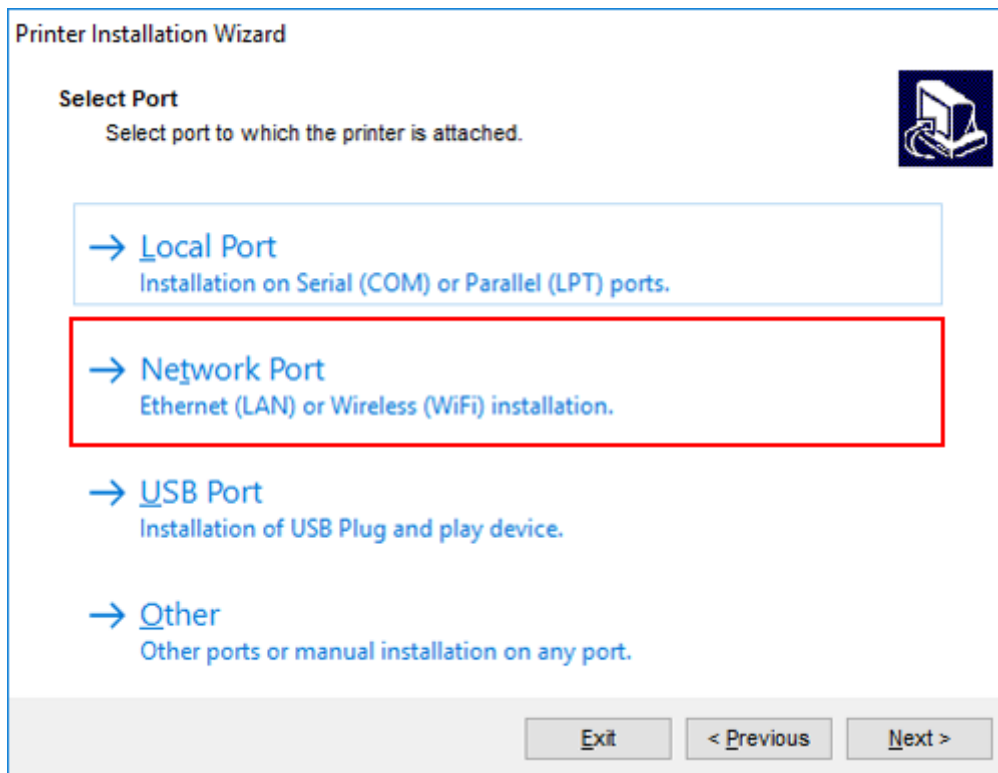 Printer Installation Wizard
Select Port
Select port to which the printer is attached.
→ Local Port
Installation on Serial (COM) or Parallel (LPT) ports.
→ Network Port
Ethernet (LAN) or Wireless (WiFi) installation.
→ USB Port
Installation of USB Plug and play device.
→ Other
Other ports or manual installation on any port.
Exit < Previous Next >